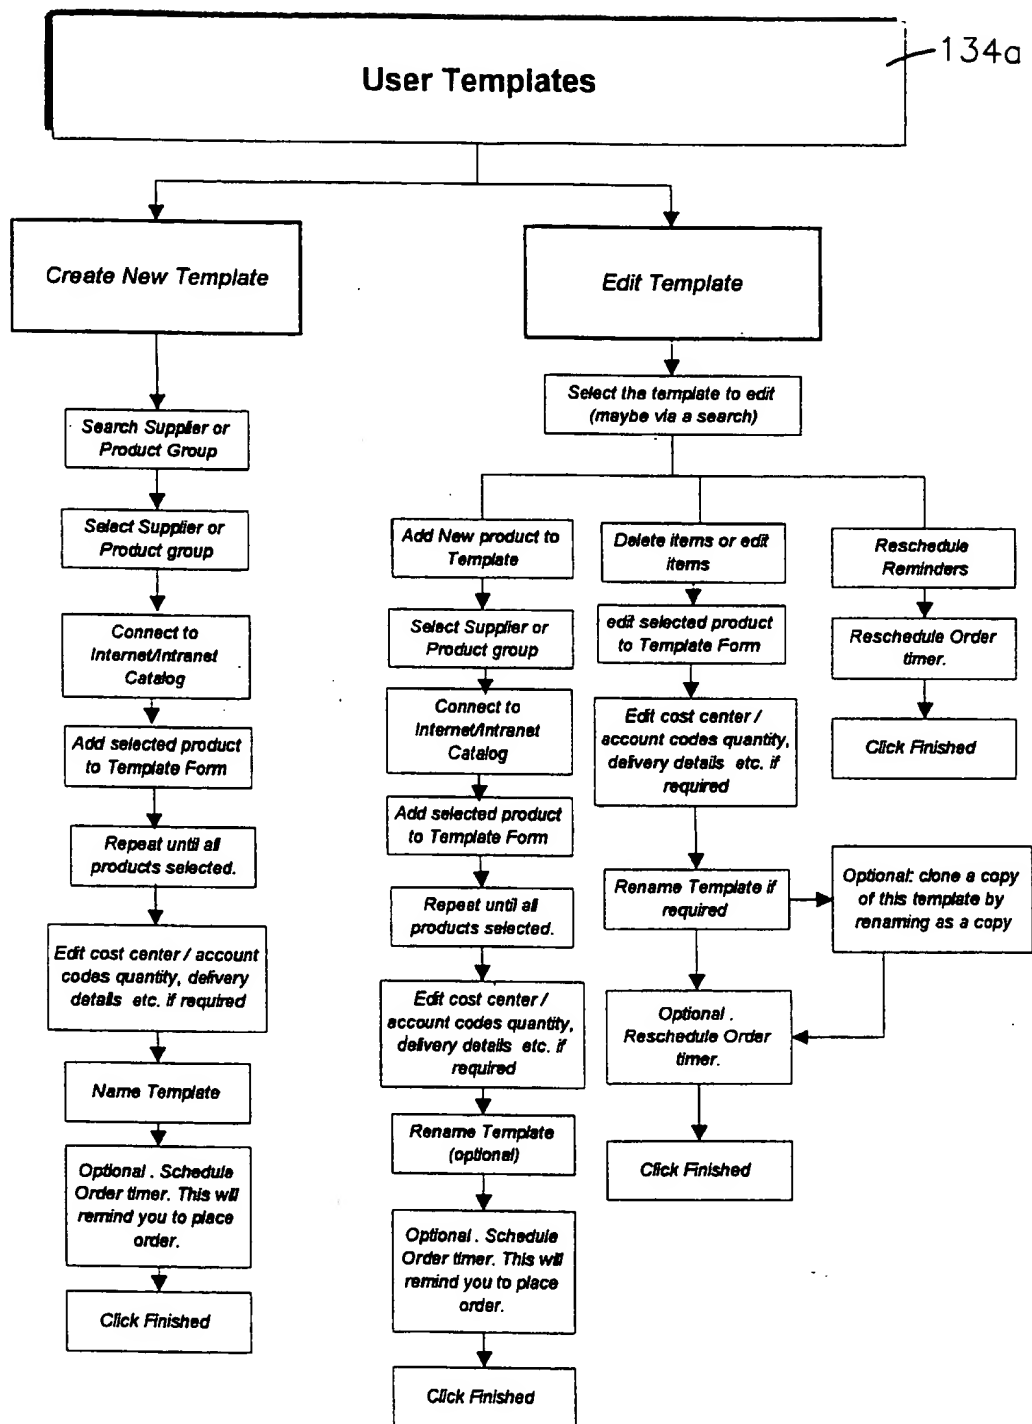 134a
User Templates
Create New Template
Edit Template
Search Supplier or
Product Group
Select Supplier or
Product group
Connect to
Internet/Intranet
Catalog
Add selected product
to Template Form
Repeat until all
products selected.
Edit cost center / account
codes quantity, delivery
details etc. if required
Name Template
Optional . Schedule
Order timer. This will
remind you to place
order.
Click Finished
Select the template to edit
(maybe via a search)
Add New product to
Template
Select Supplier or
Product group
Connect to
Internet/Intranet
Catalog
Add selected product
to Template Form
Repeat until all
products selected.
Edit cost center /
account codes quantity,
delivery details etc. if
required
Rename Template
(optional)
Optional . Schedule
Order timer. This will
remind you to place
order.
Click Finished
Delete items or edit
items
edit selected product
to Template Form
Edit cost center /
account codes quantity,
delivery details etc. if
required
Rename Template if
required
Optional: clone a copy
of this template by
renaming as a copy
Optional .
Reschedule Order
timer.
Click Finished
Reschedule
Reminders
Reschedule Order
timer.
Click Finished